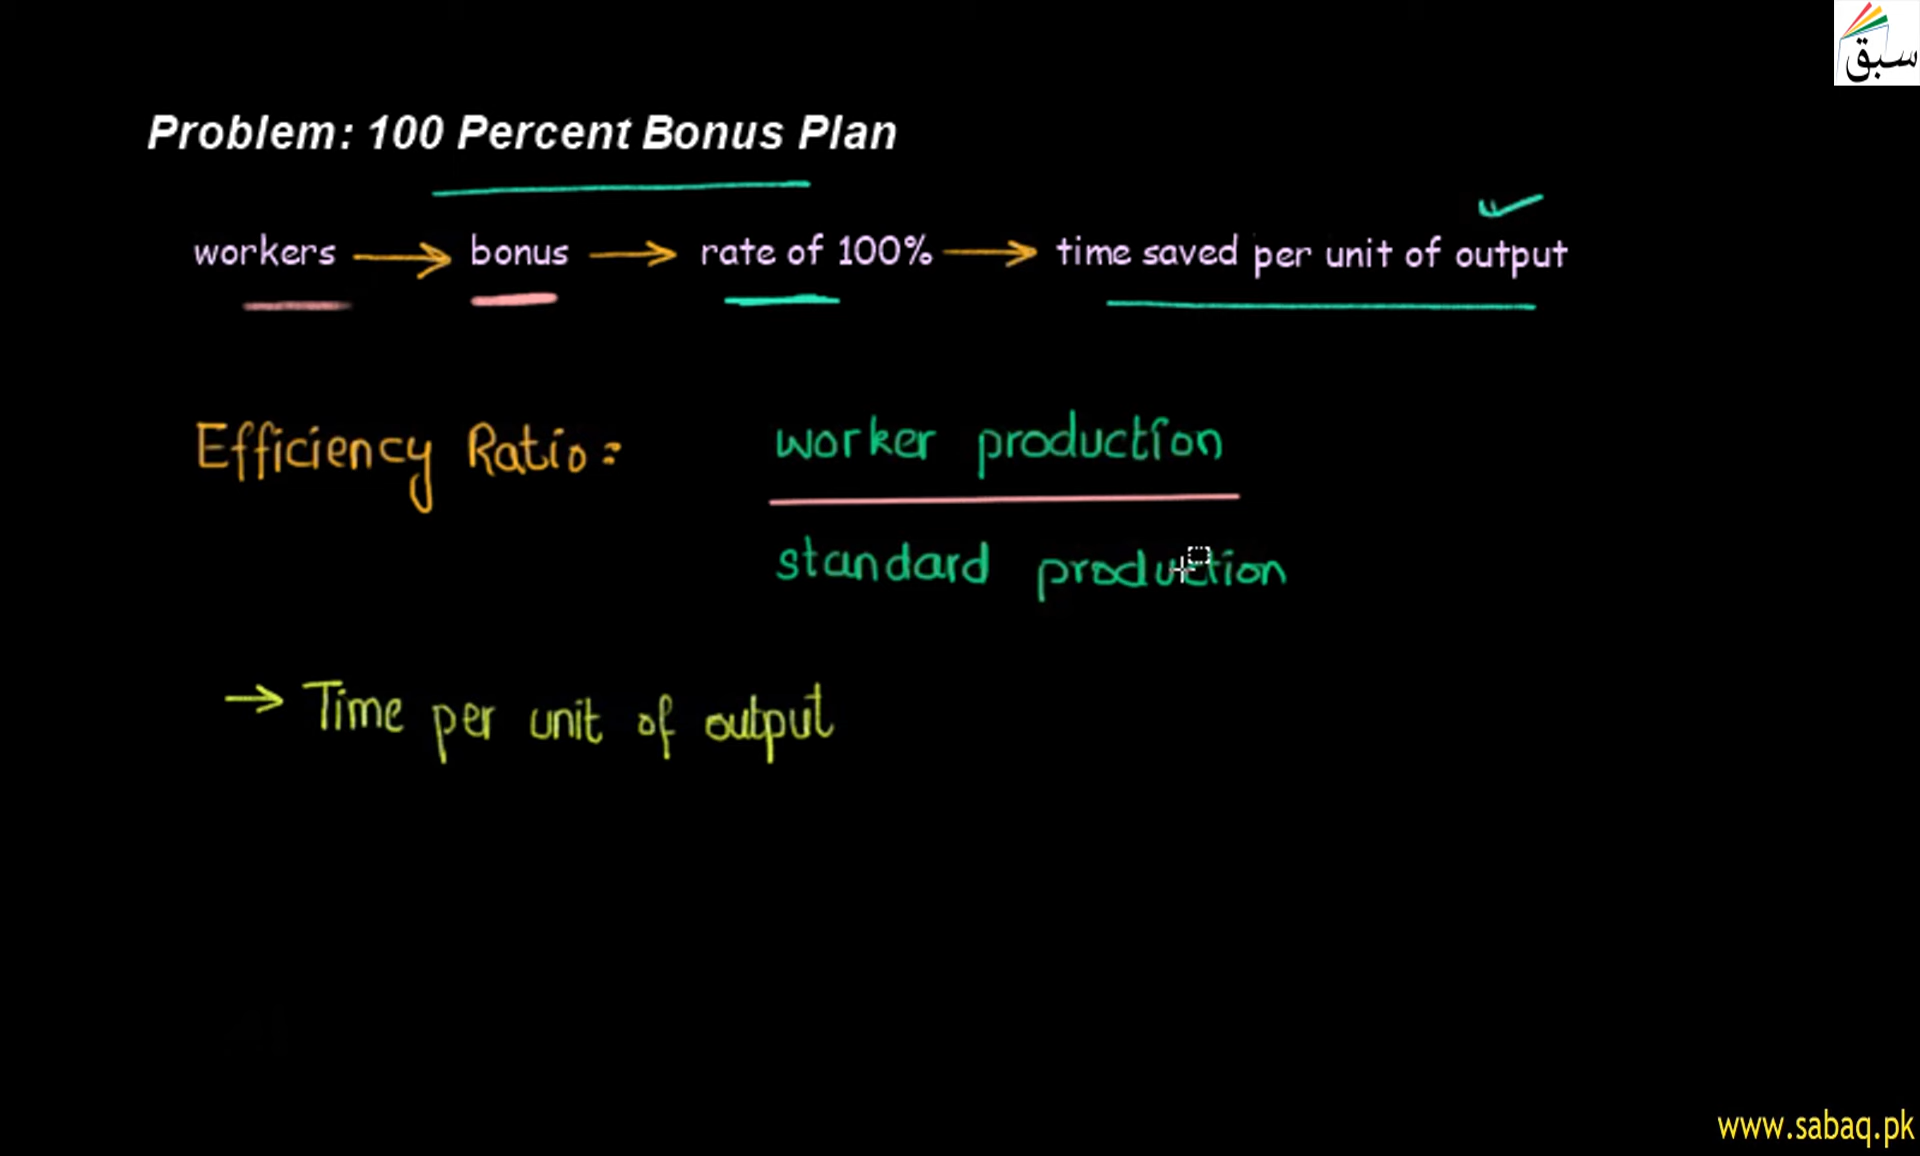 سبق
Problem: 100 Percent Bonus Plan
workers → bonus → rate of 100% → time saved per unit of output
Efficiency Ratio =
worker production
standard production
→ Time per unit of output
www.sabaq.pk